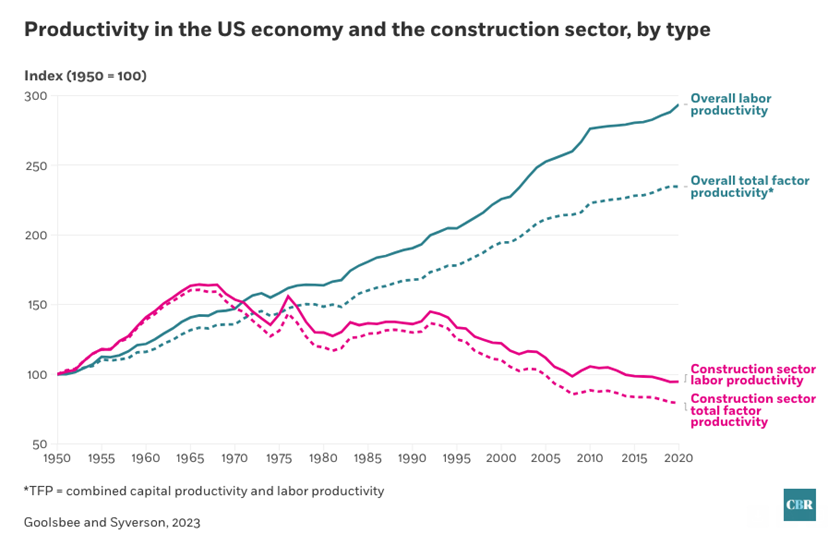 Productivity in the US economy and the construction sector, by type
Index (1950 = 100)
300
250
200
150
100
50
1950 1955 1960 1965 1970 1975 1980 1985 1990 1995 2000 2005 2010 2015 2020
Overall labor
productivity
Overall total factor
productivity*
Construction sector
labor productivity
Construction sector
total factor
productivity
*TFP = combined capital productivity and labor productivity
Goolsbee and Syverson, 2023
CBR